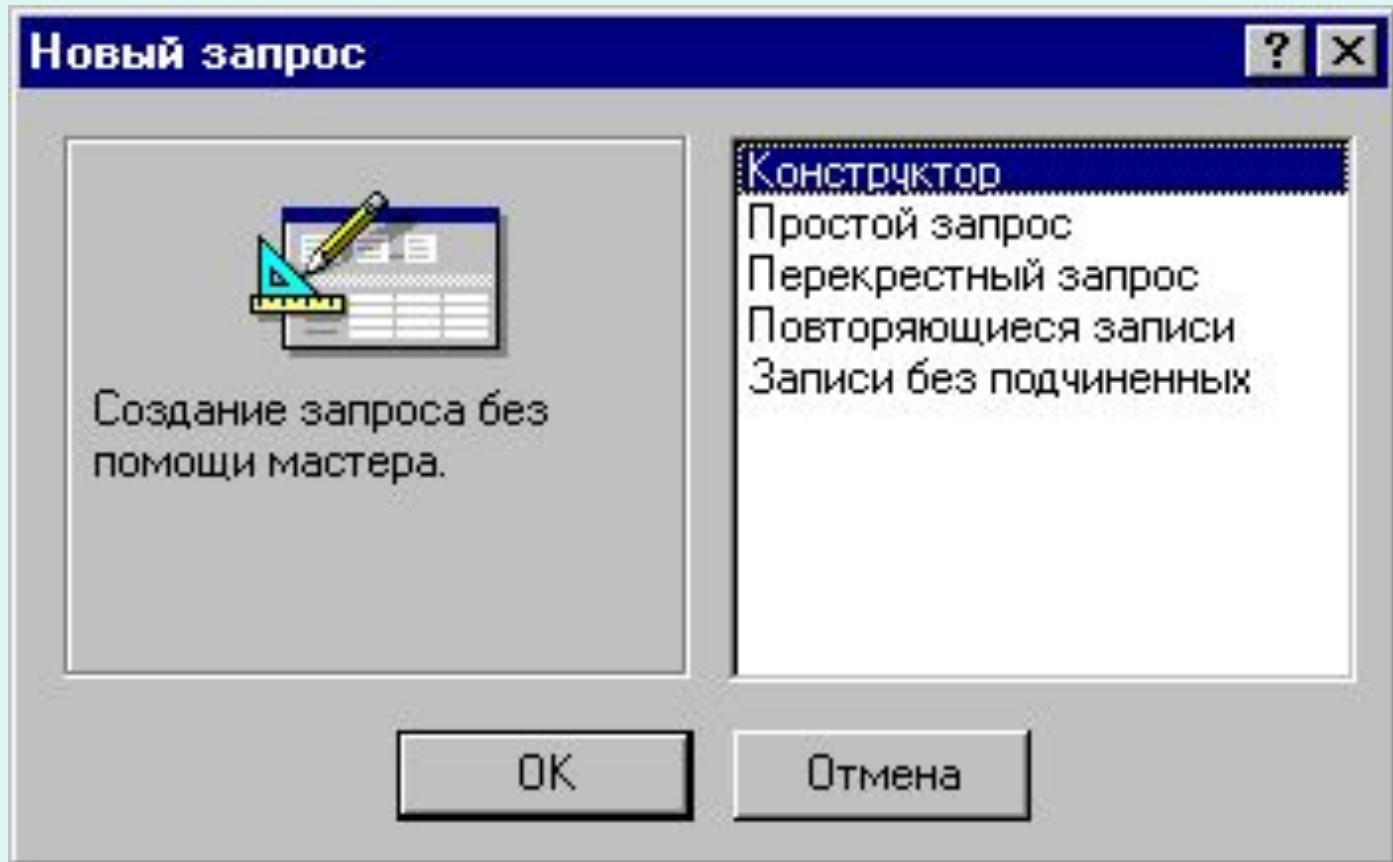 Новый запрос
Создание запроса без
помощи мастера.
Конструктор
Простой запрос
Перекрестный запрос
Повторяющиеся записи
Записи без подчиненных
OK
Отмена